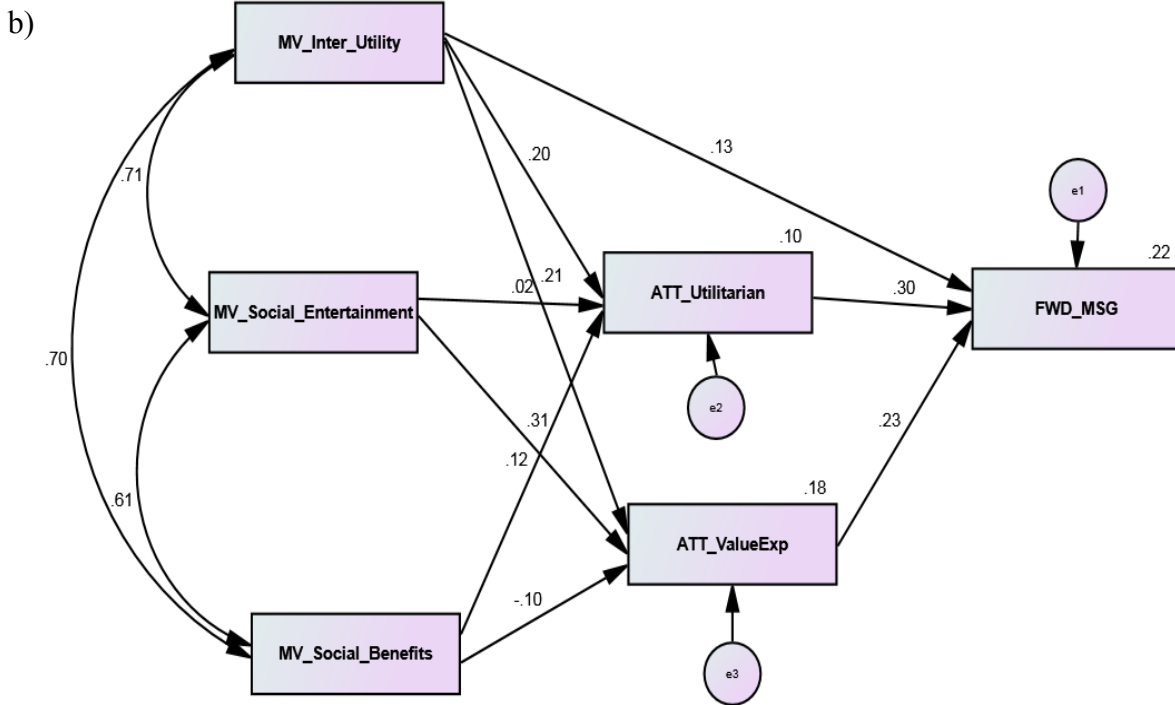 b)
MV_Inter_Utility
.13
.20
.71
e1
.10
.22
.02
.21
ATT_Utilitarian
.30
FWD_MSG
MV_Social_Entertainment
.70
e2
.31
.12
.23
.61
.18
ATT_ValueExp
-.10
MV_Social_Benefits
e3